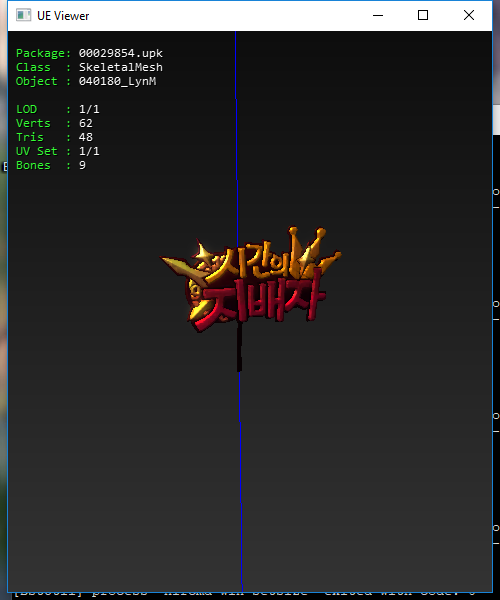 UE Viewer
Package: 00029854.upk
Class : SkeletalMesh
Object : 040180_LynM
LOD : 1/1
Verts : 62
Tris : 48
UV Set : 1/1
Bones : 9
시간의
지배자